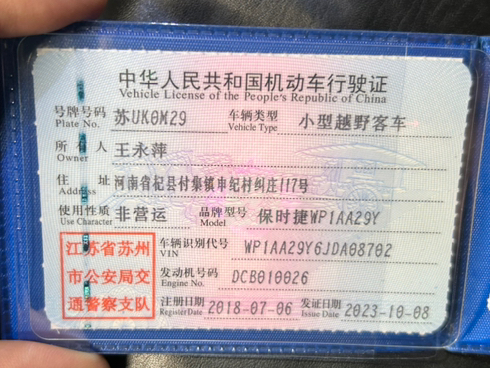 中华人民共和国机动车行驶证
Vehicle License of the People's Republic of China
号牌号码 苏UK0M29 车辆类型 小型越野客车
Plate No. Vehicle Type
所有人 王永萍
Owner
住址 河南省杞县付集镇申纪村纠庄117号
Address
使用性质 非营运 品牌型号 保时捷WP1AA29Y
Use Character Model
江苏省苏州 车辆识别代号 WP1AA29Y6JDA08702
VIN
市公安局交 发动机号码 DCB010026
Engine No.
通警察支队 注册日期 2018-07-06 发证日期 2023-10-08
Register Date Issue Date